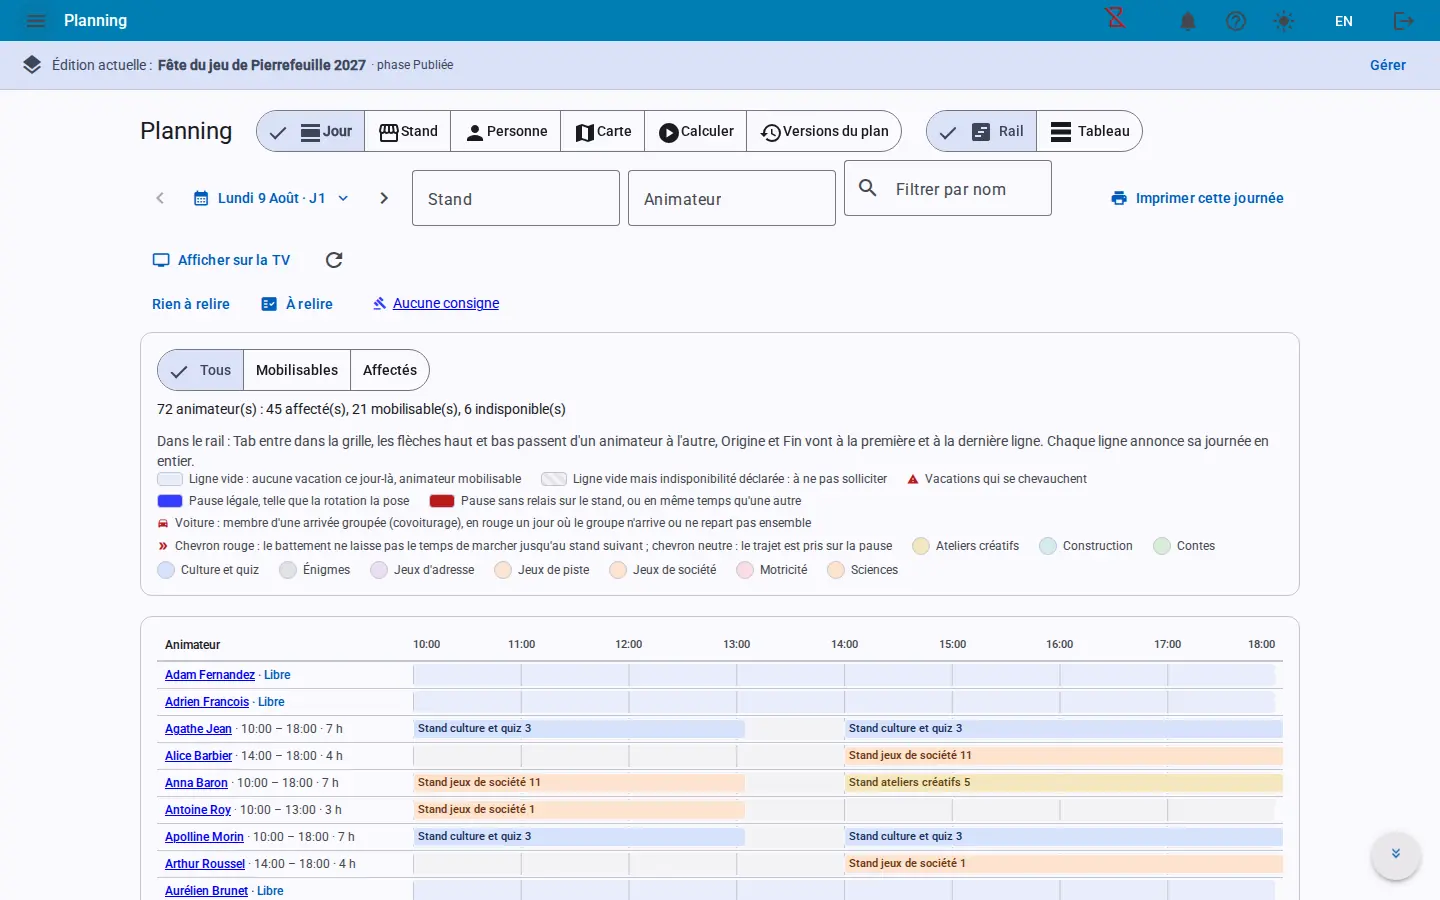 Planning
EN
Édition actuelle : Fête du jeu de Pierrefeuille 2027 · phase Publiée
Gérer
Planning
Jour
Stand
Personne
Carte
Calculer
Versions du plan
Rail
Tableau
Lundi 9 Août · J1
Stand
Animateur
Filtrer par nom
Imprimer cette journée
Afficher sur la TV
Rien à relire
À relire
Aucune consigne
Tous
Mobilisables
Affectés
72 animateur(s) : 45 affecté(s), 21 mobilisable(s), 6 indisponible(s)
Dans le rail : Tab entre dans la grille, les flèches haut et bas passent d'un animateur à l'autre, Origine et Fin vont à la première et à la dernière ligne. Chaque ligne annonce sa journée en
entier.
Ligne vide : aucune vacation ce jour-là, animateur mobilisable
Ligne vide mais indisponibilité déclarée : à ne pas solliciter
Vacations qui se chevauchent
Pause légale, telle que la rotation la pose
Pause sans relais sur le stand, ou en même temps qu'une autre
Voiture : membre d'une arrivée groupée (covoiturage), en rouge un jour où le groupe n'arrive ou ne repart pas ensemble
Chevron rouge : le battement ne laisse pas le temps de marcher jusqu'au stand suivant ; chevron neutre : le trajet est pris sur la pause
Ateliers créatifs
Construction
Contes
Culture et quiz
Énigmes
Jeux d'adresse
Jeux de piste
Jeux de société
Motricité
Sciences
Animateur
10:00
11:00
12:00
13:00
14:00
15:00
16:00
17:00
18:00
Adam Fernandez · Libre
Adrien Francois · Libre
Agathe Jean · 10:00 – 18:00 · 7 h
Stand culture et quiz 3
Stand culture et quiz 3
Alice Barbier · 14:00 – 18:00 · 4 h
Stand jeux de société 11
Anna Baron · 10:00 – 18:00 · 7 h
Stand jeux de société 11
Stand ateliers créatifs 5
Antoine Roy · 10:00 – 13:00 · 3 h
Stand jeux de société 1
Apolline Morin · 10:00 – 18:00 · 7 h
Stand culture et quiz 3
Stand culture et quiz 3
Arthur Roussel · 14:00 – 18:00 · 4 h
Stand jeux de société 1
Aurélien Brunet · Libre